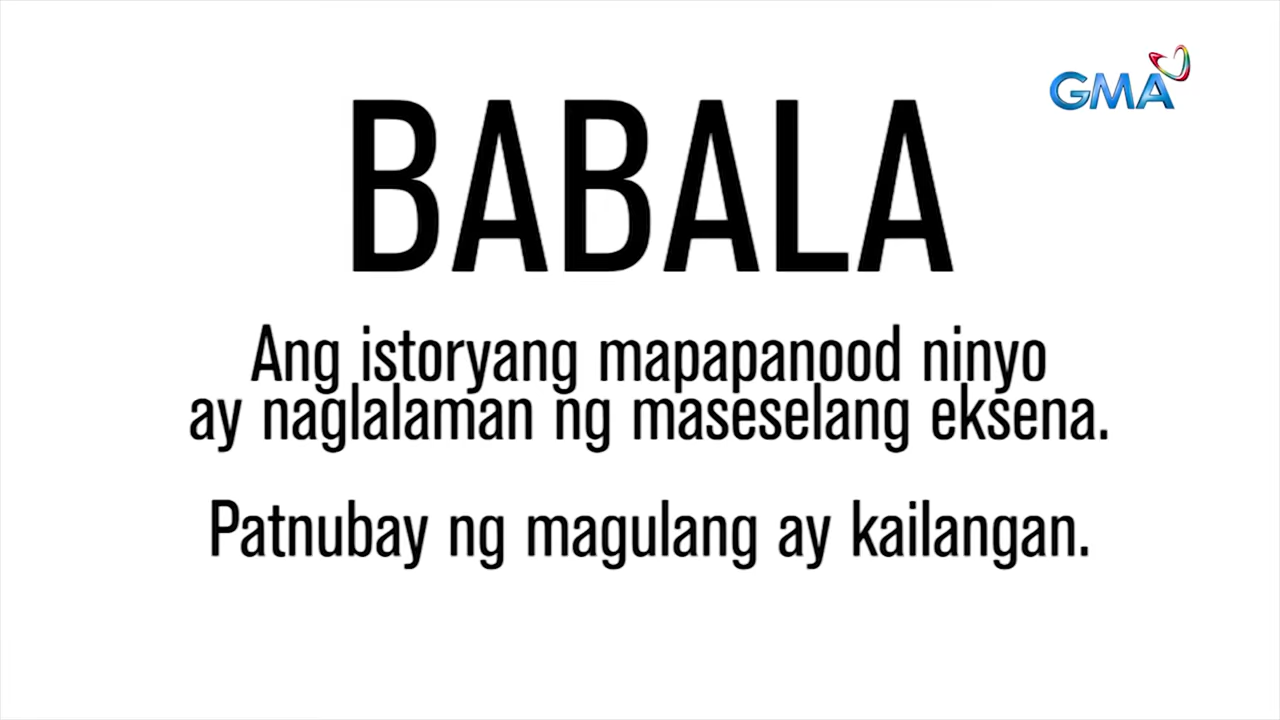 GMA
BABALA
Ang istoryang mapapanood ninyo
ay naglalaman ng maseselang eksena.
Patnubay ng magulang ay kailangan.